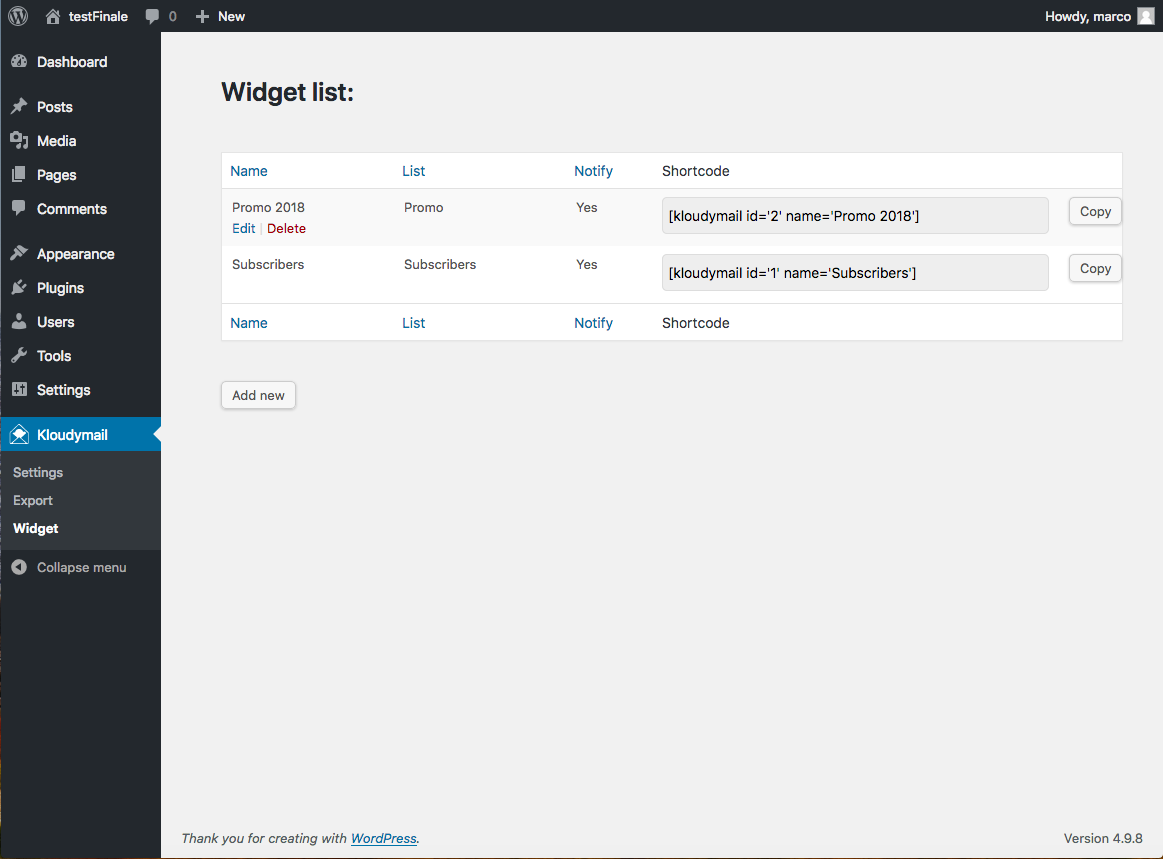 testFinale 0 New Howdy, marco
Dashboard
Posts
Media
Pages
Comments
Appearance
Plugins
Users
Tools
Settings
Kloudymail
Settings
Export
Widget
Collapse menu
Widget list:
Name List Notify Shortcode
Promo 2018 Promo Yes [kloudymail id='2' name='Promo 2018'] Copy
Edit | Delete
Subscribers Subscribers Yes [kloudymail id='1' name='Subscribers'] Copy
Name List Notify Shortcode
Add new
Thank you for creating with WordPress. Version 4.9.8